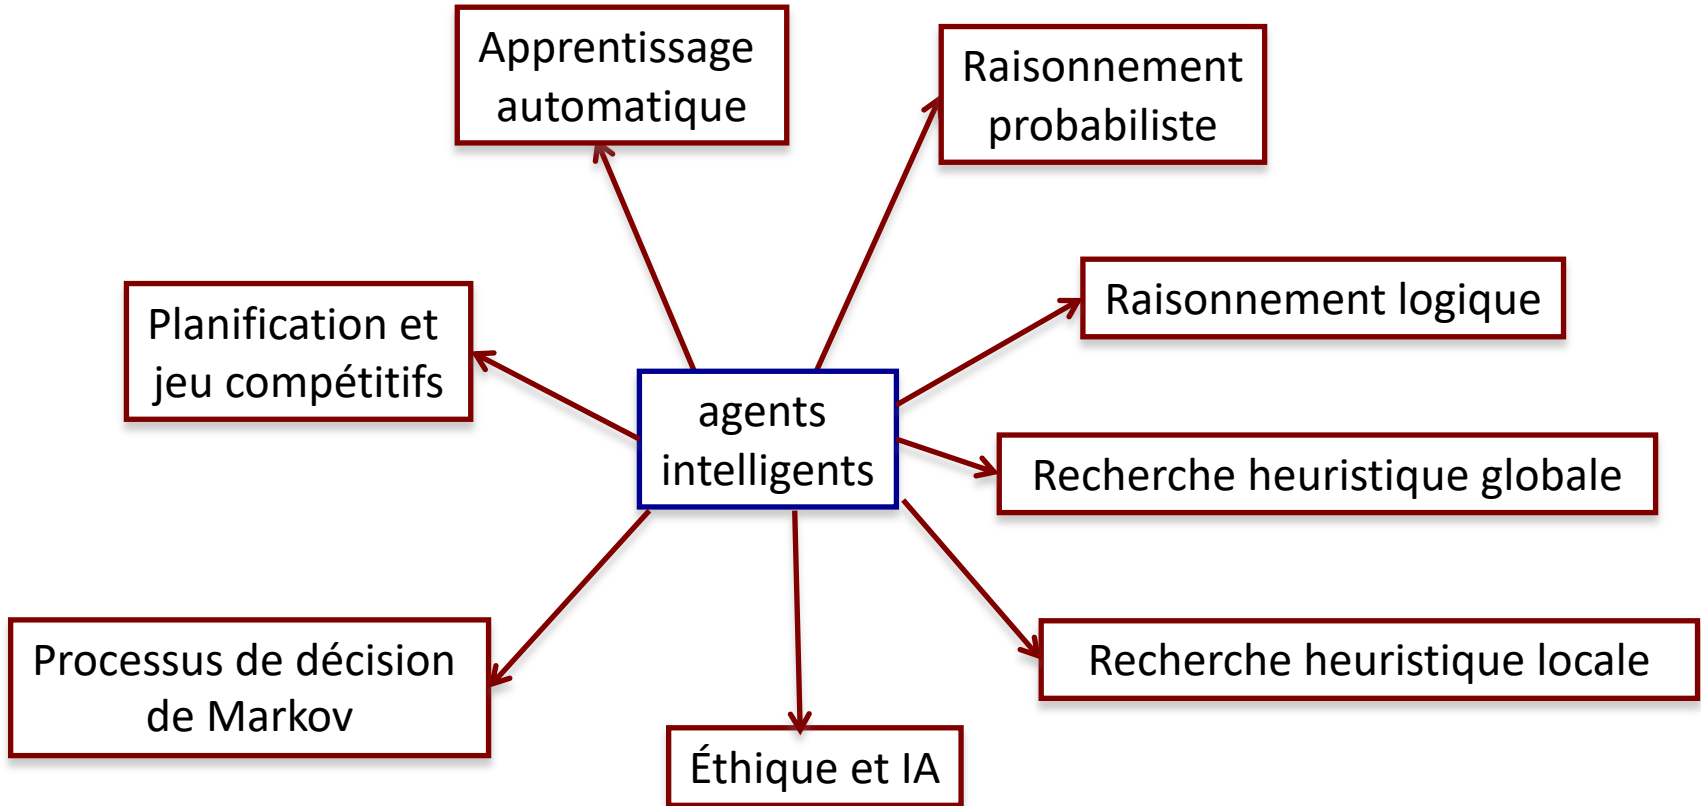 Apprentissage
automatique
Raisonnement
probabiliste
Raisonnement logique
Planification et
jeu compétitifs
agents
intelligents
Recherche heuristique globale
Processus de décision
de Markov
Recherche heuristique locale
Éthique et IA